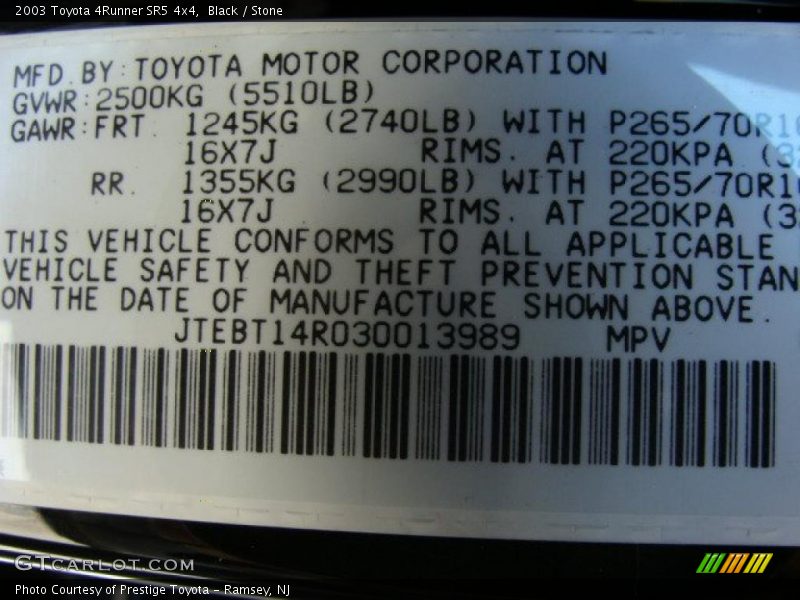 2003 Toyota 4Runner SR5 4x4, Black / Stone
MFD.BY:TOYOTA MOTOR CORPORATION
GVWR:2500KG (5510LB)
GAWR:FRT. 1245KG (2740LB) WITH P265/70R16
16X7J RIMS. AT 220KPA (32
RR. 1355KG (2990LB) WITH P265/70R16
16X7J RIMS. AT 220KPA (3
THIS VEHICLE CONFORMS TO ALL APPLICABLE
VEHICLE SAFETY AND THEFT PREVENTION STAN
ON THE DATE OF MANUFACTURE SHOWN ABOVE.
JTEBT14R030013989 MPV
GTcarlot.com
Photo Courtesy of Prestige Toyota - Ramsey, NJ